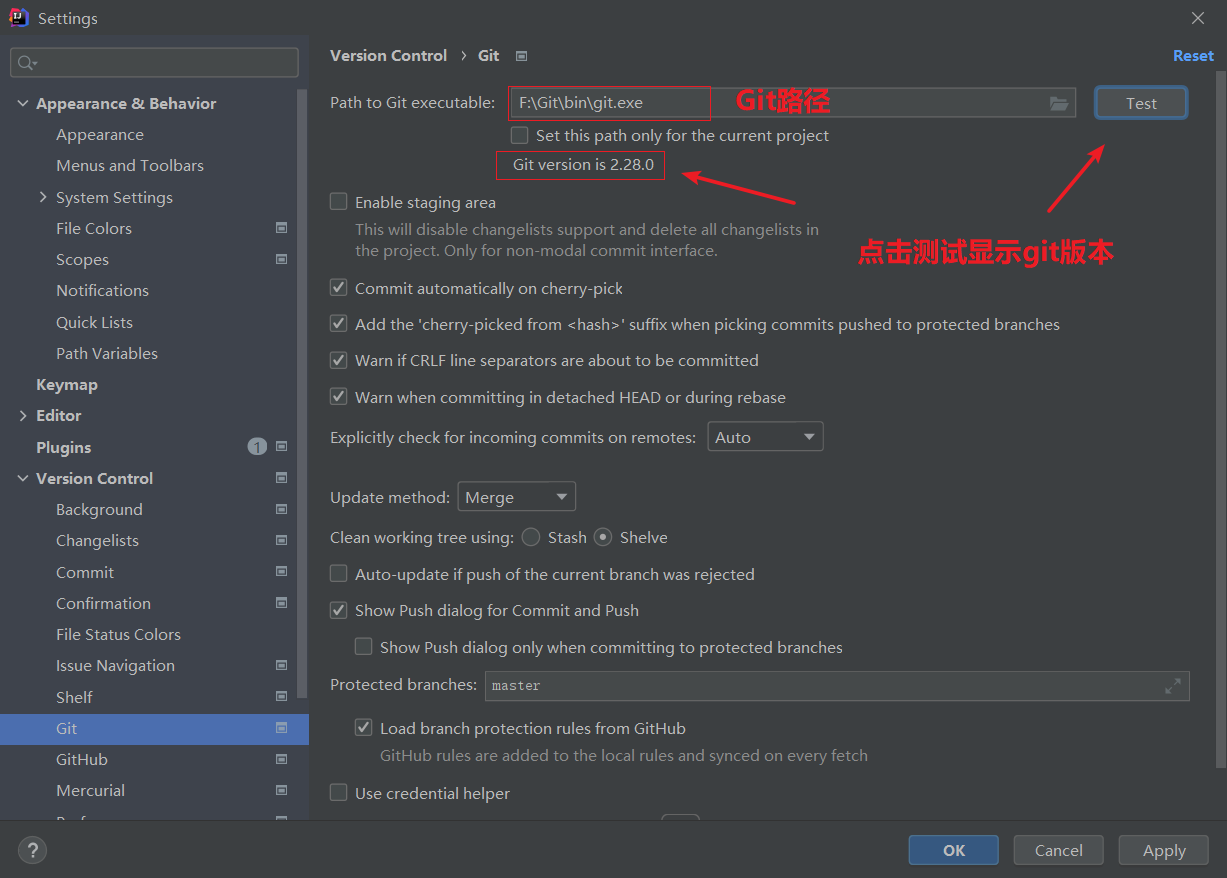 Settings
Version Control › Git
Reset
Appearance & Behavior
Appearance
Menus and Toolbars
System Settings
File Colors
Scopes
Notifications
Quick Lists
Path Variables
Keymap
Editor
Plugins 1
Version Control
Background
Changelists
Commit
Confirmation
File Status Colors
Issue Navigation
Shelf
Git
GitHub
Mercurial
Path to Git executable: F:\Git\bin\git.exe Git路径 Test
Set this path only for the current project
Git version is 2.28.0
点击测试显示git版本
Enable staging area
This will disable changelists support and delete all changelists in
the project. Only for non-modal commit interface.
Commit automatically on cherry-pick
Add the 'cherry-picked from <hash>' suffix when picking commits pushed to protected branches
Warn if CRLF line separators are about to be committed
Warn when committing in detached HEAD or during rebase
Explicitly check for incoming commits on remotes: Auto
Update method: Merge
Clean working tree using: Stash Shelve
Auto-update if push of the current branch was rejected
Show Push dialog for Commit and Push
Show Push dialog only when committing to protected branches
Protected branches: master
Load branch protection rules from GitHub
GitHub rules are added to the local rules and synced on every fetch
Use credential helper
?
OK Cancel Apply